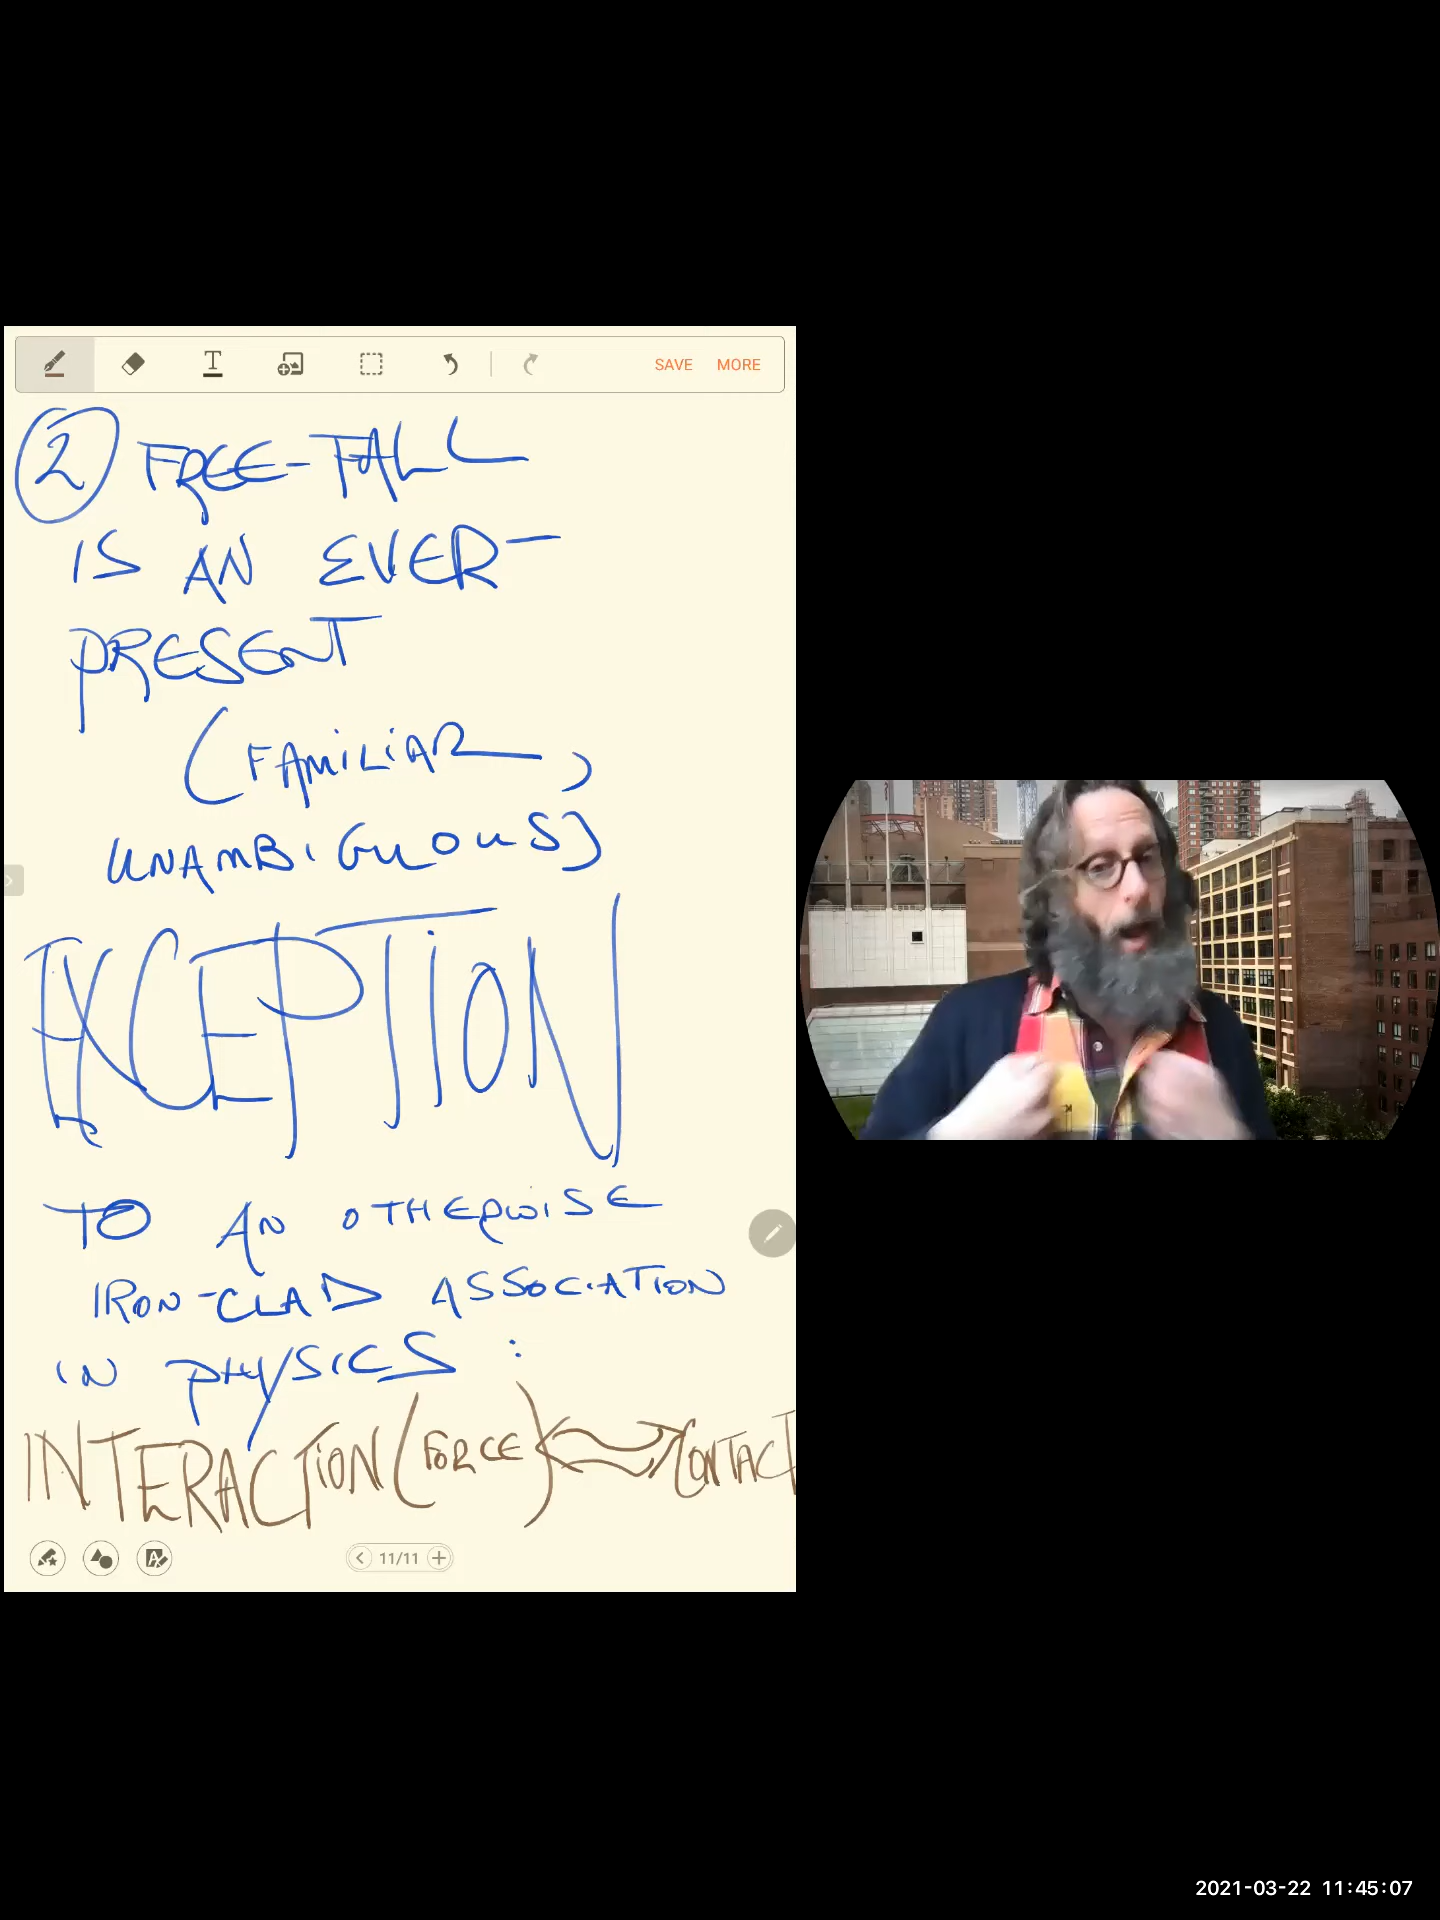 SAVE MORE
2 FREE-FALL
IS AN EVER-
PRESENT
(FAMILIAR,
UNAMBIGUOUS)
EXCEPTION
TO AN OTHERWISE
IRON-CLAD ASSOCIATION
IN PHYSICS:
INTERACTION (FORCE) CONTACT
11/11
2021-03-22 11:45:07